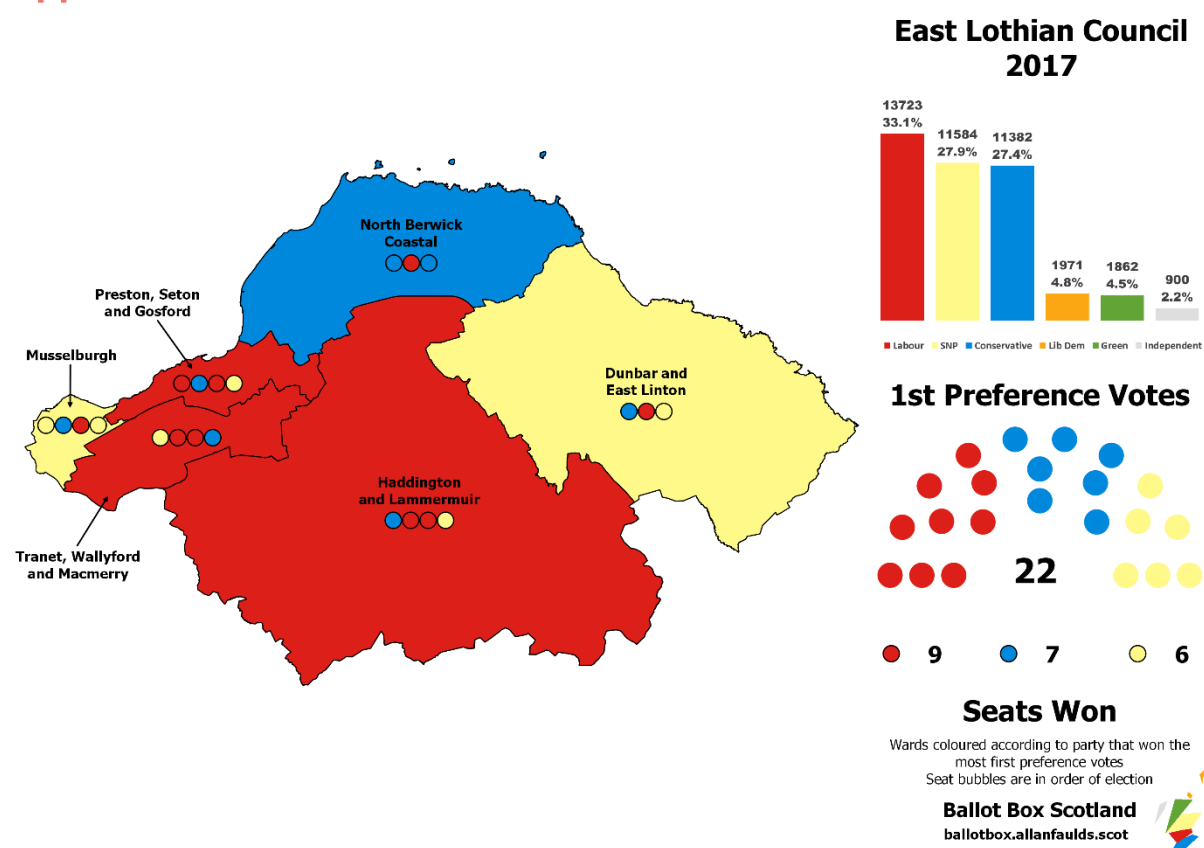 East Lothian Council
2017
13723
33.1%
11584
27.9%
11382
27.4%
1971
4.8%
1862
4.5%
900
2.2%
Labour SNP Conservative Lib Dem Green Independent
1st Preference Votes
22
9 7 6
Seats Won
Wards coloured according to party that won the
most first preference votes
Seat bubbles are in order of election
Ballot Box Scotland
ballotbox.allanfaulds.scot
North Berwick
Coastal
Preston, Seton
and Gosford
Musselburgh
Dunbar and
East Linton
Haddington
and Lammermuir
Tranet, Wallyford
and Macmerry